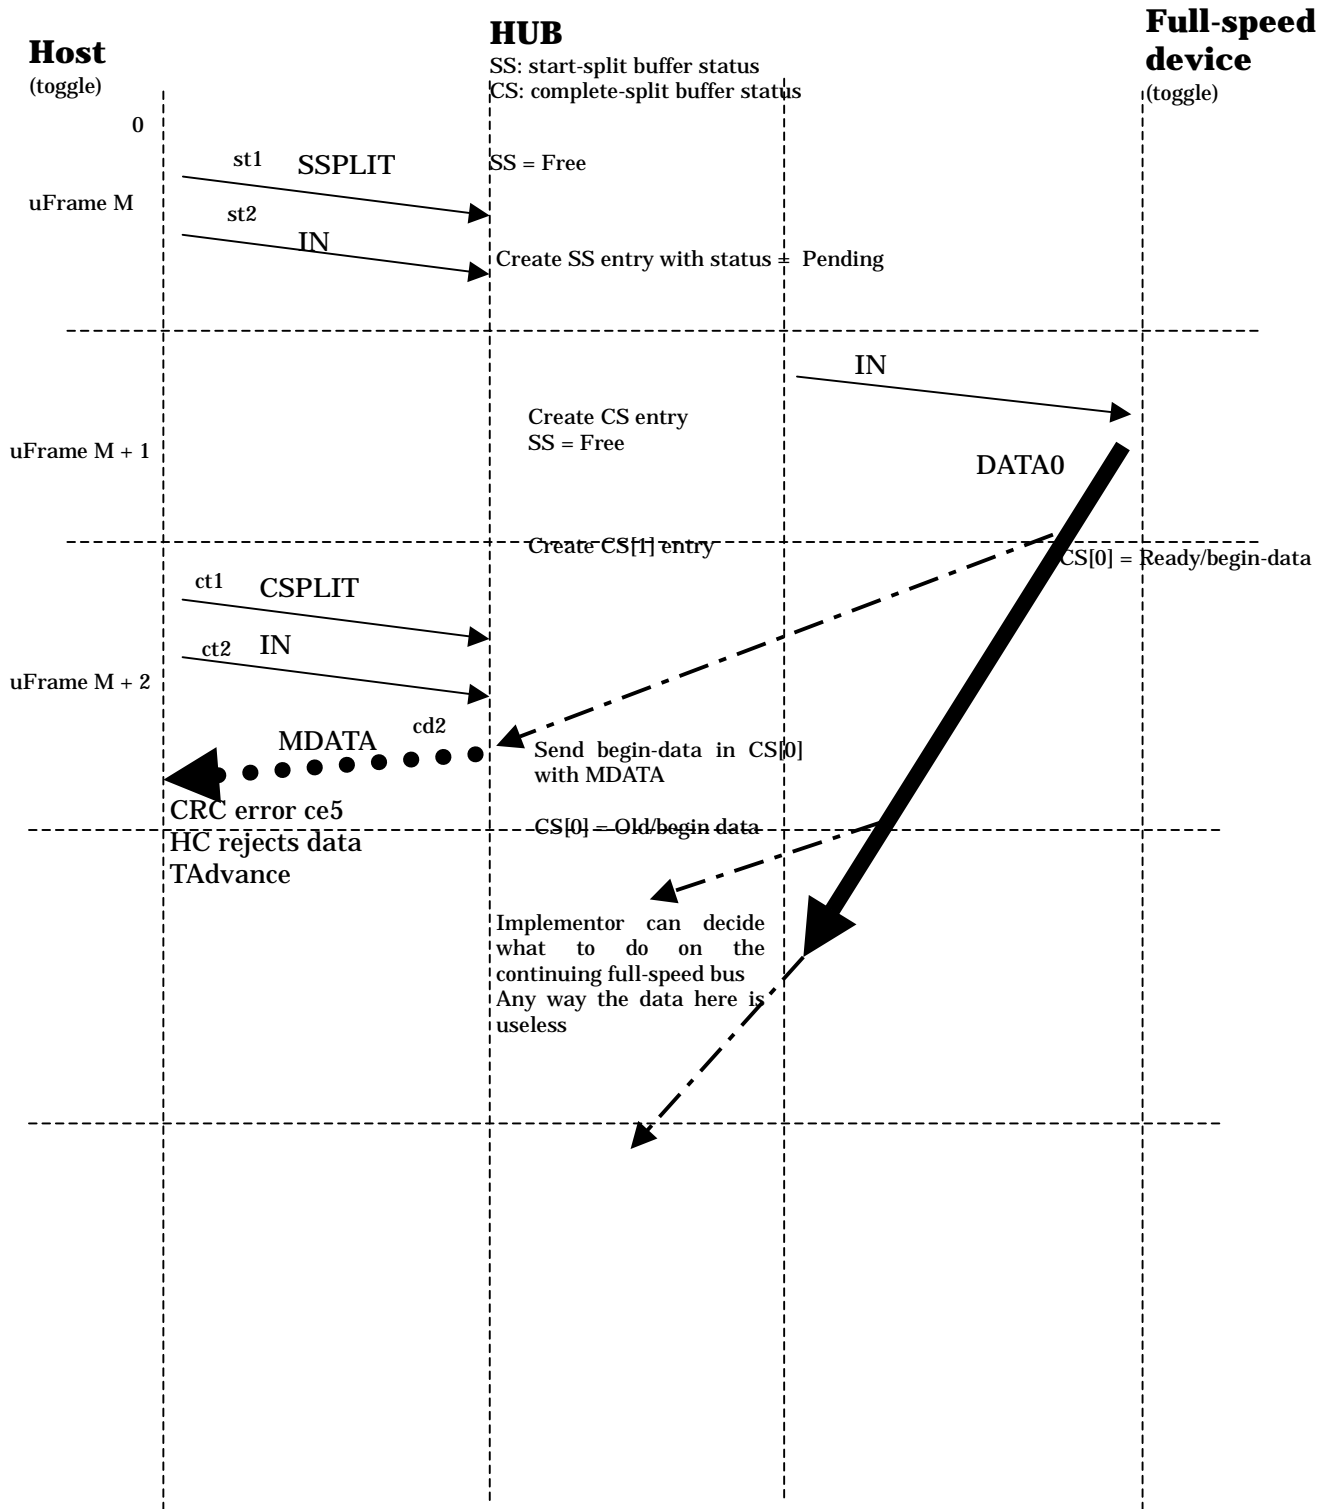 Host
(toggle)
HUB
SS: start-split buffer status
CS: complete-split buffer status
Full-speed
device
(toggle)
0
st1 SSPLIT
SS = Free
uFrame M
st2
IN
Create SS entry with status = Pending
IN
Create CS entry
SS = Free
uFrame M + 1
DATA0
Create CS[1] entry
CS[0] = Ready/begin-data
ct1 CSPLIT
ct2 IN
uFrame M + 2
MDATA cd2
Send begin-data in CS[0]
with MDATA
CRC error ce5
HC rejects data
TAdvance
CS[0] = Old/begin data
Implementor can decide
what to do on the
continuing full-speed bus
Any way the data here is
useless